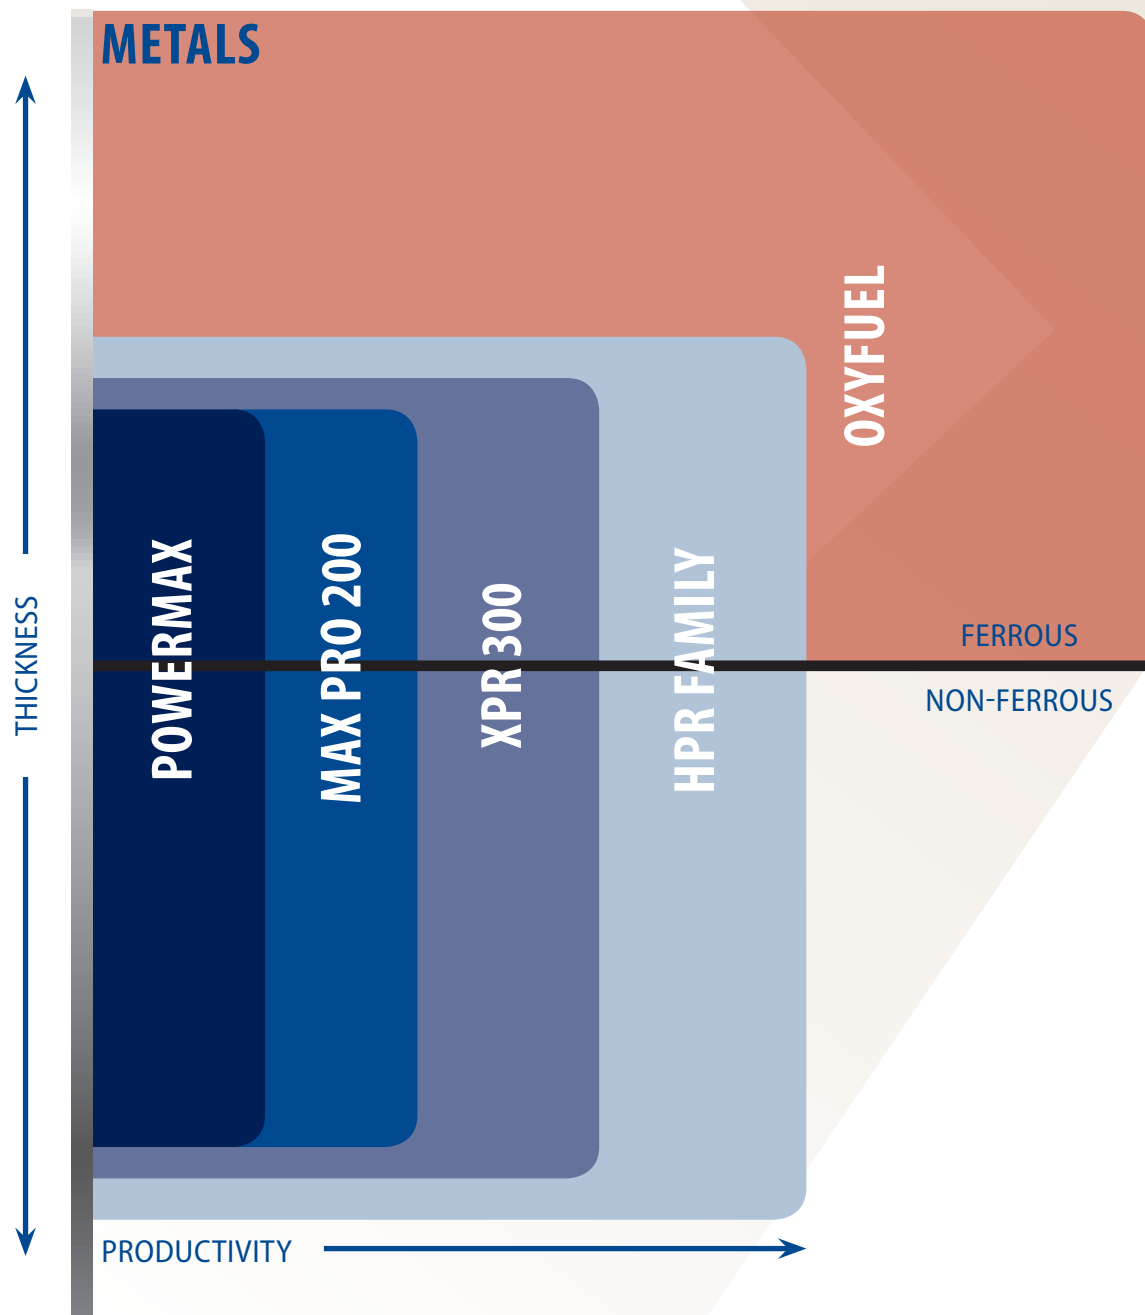 METALS
THICKNESS
POWERMAX
MAX PRO 200
XPR 300
HPR FAMILY
OXYFUEL
FERROUS
NON-FERROUS
PRODUCTIVITY